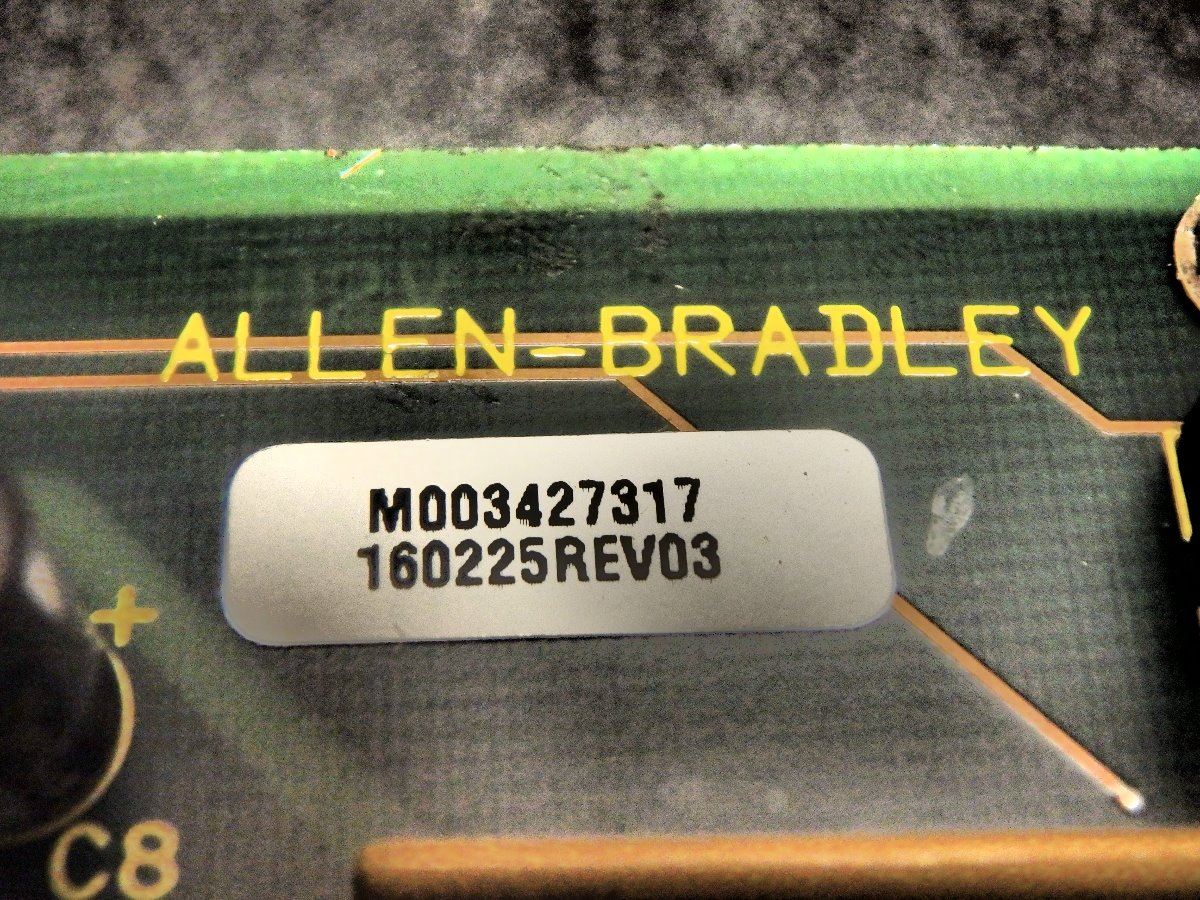 ALLEN-BRADLEY
M003427317
160225REV03
+
C8